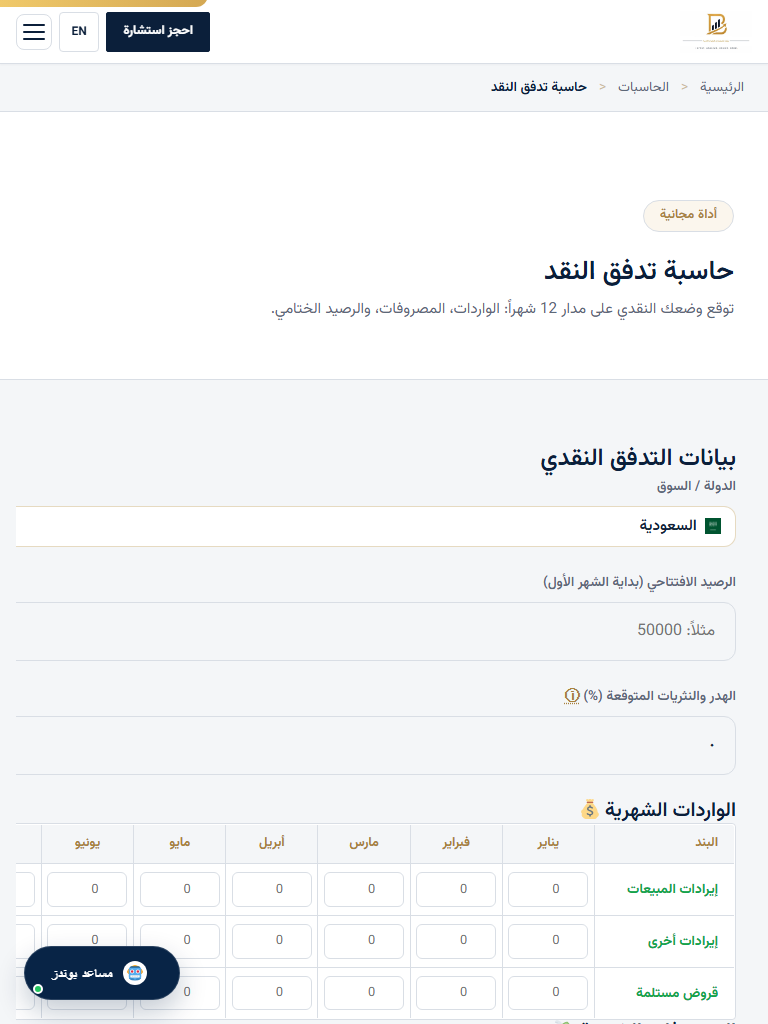 احجز استشارة
EN
الرئيسية > الحاسبات > حاسبة تدفق النقد
أداة مجانية
حاسبة تدفق النقد
توقع وضعك النقدي على مدار 12 شهراً: الواردات، المصروفات، والرصيد الختامي.
بيانات التدفق النقدي
الدولة / السوق
السعودية
الرصيد الافتتاحي (بداية الشهر الأول)
مثلاً: 50000
الهدر والنثريات المتوقعة (%)
٠
الواردات الشهرية
البند يناير فبراير مارس أبريل مايو يونيو
إيرادات المبيعات 0 0 0 0 0 0
إيرادات أخرى 0 0 0 0 0 0
قروض مستلمة 0 0 0 0 0
مساعد يوتدز